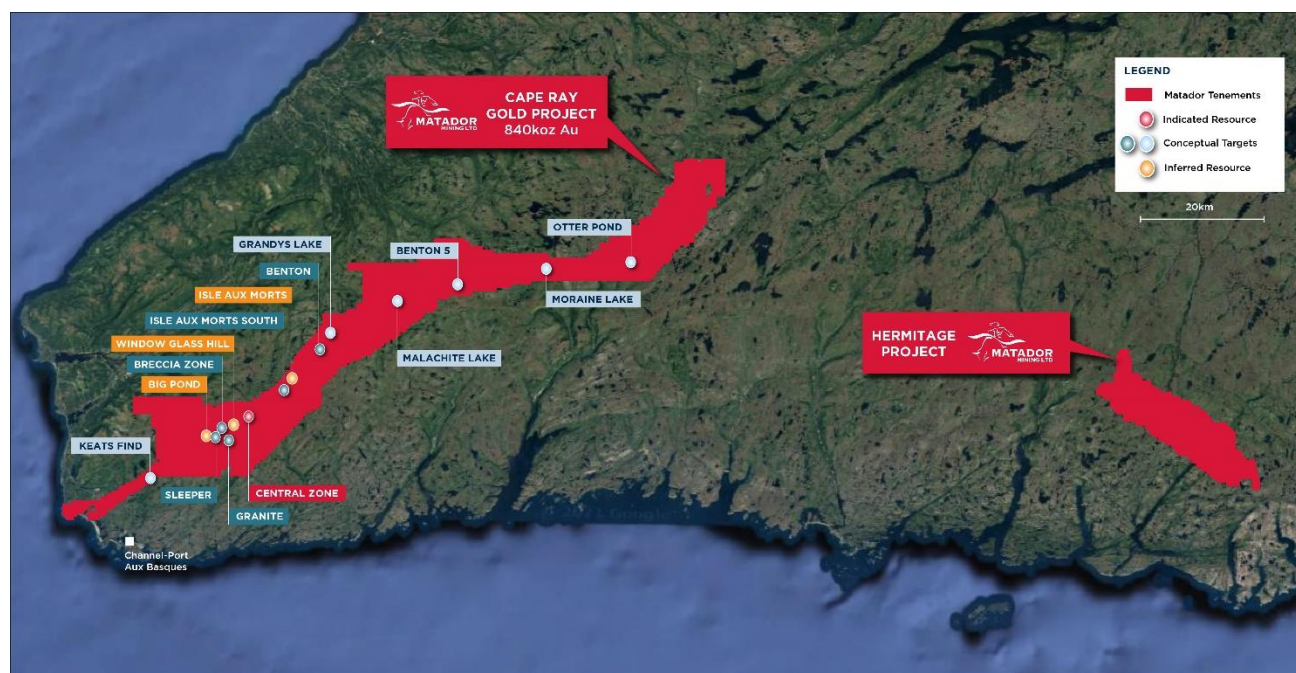 MATADOR
MINING LTD
CAPE RAY
GOLD PROJECT
840koz Au
LEGEND
Matador Tenements
Indicated Resource
Conceptual Targets
Inferred Resource
20km
OTTER POND
GRANDYS LAKE
BENTON 5
BENTON
ISLE AUX MORTS
MORAINE LAKE
ISLE AUX MORTS SOUTH
HERMITAGE
PROJECT
MATADOR
MINING LTD
WINDOW GLASS HILL
MALACHITE LAKE
BRECCIA ZONE
BIG POND
KEATS FIND
SLEEPER
CENTRAL ZONE
GRANITE
Channel-Port
Aux Basques